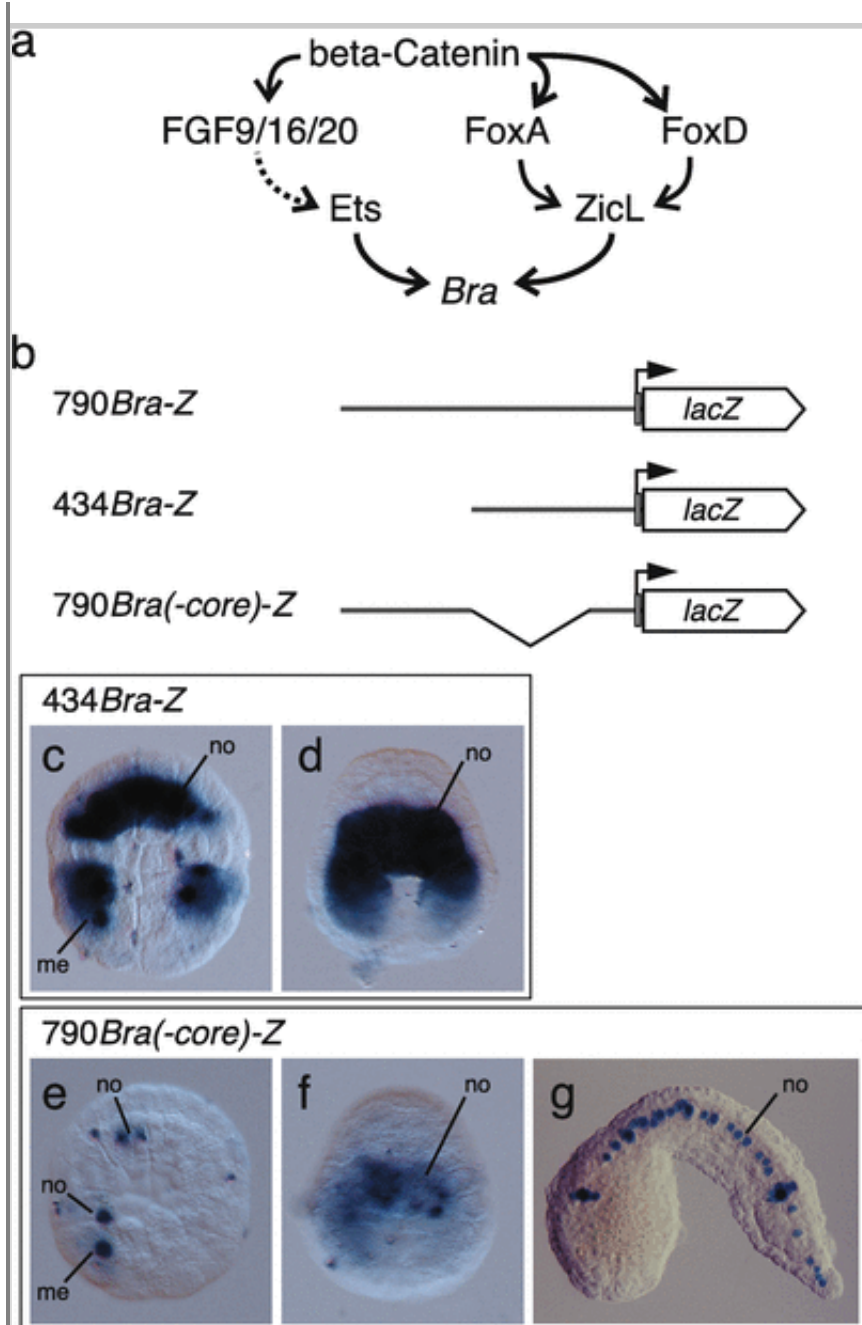 a
beta-Catenin
FGF9/16/20 FoxA FoxD
Ets ZicL
Bra
b
790Bra-Z lacZ
434Bra-Z lacZ
790Bra(-core)-Z lacZ
434Bra-Z
c no d no
me
790Bra(-core)-Z
e no f no g no
no
me